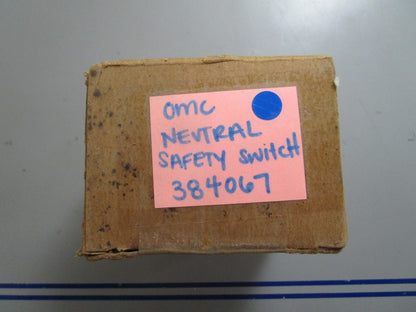 OMC
NEUTRAL
SAFETY SWITCH
384067